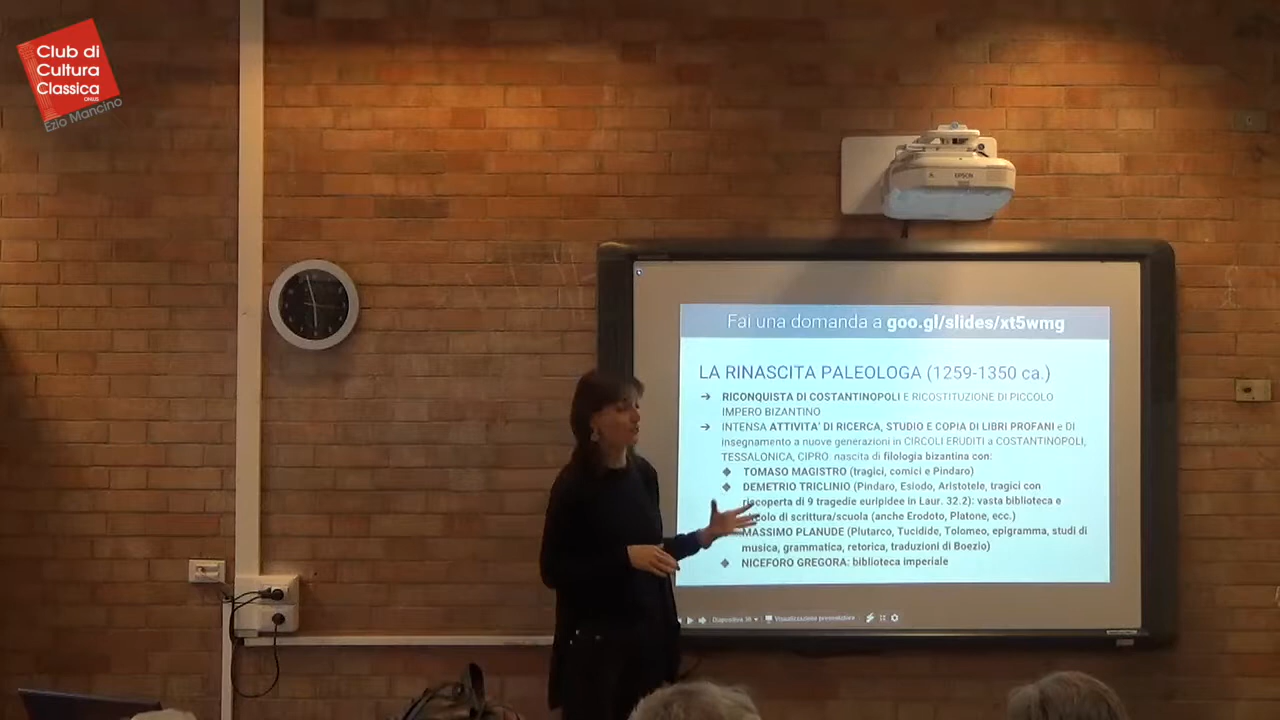 Club di
Cultura
Classica
ONLUS
Ezio Mancino
EPSON
Fai una domanda a goo.gl/slides/xt5wmg
LA RINASCITA PALEOLOGA (1259-1350 ca.)
➔ RICONQUISTA DI COSTANTINOPOLI E RICOSTITUZIONE DI PICCOLO
IMPERO BIZANTINO
➔ INTENSA ATTIVITA' DI RICERCA, STUDIO E COPIA DI LIBRI PROFANI e DI
insegnamento a nuove generazioni in CIRCOLI ERUDITI a COSTANTINOPOLI,
TESSALONICA, CIPRO: nascita di filologia bizantina con:
❖ TOMASO MAGISTRO (tragici, comici e Pindaro)
❖ DEMETRIO TRICLINIO (Pindaro, Esiodo, Aristotele, tragici con
riscoperta di 9 tragedie euripidee in Laur. 32.2): vasta biblioteca e
di scrittura/scuola (anche Erodoto, Platone, ecc.)
MASSIMO PLANUDE (Plutarco, Tucidide, Tolomeo, epigramma, studi di
musica, grammatica, retorica, traduzioni di Boezio)
❖ NICEFORO GREGORA: biblioteca imperiale
Diapositiva Visualizzazione presentatore